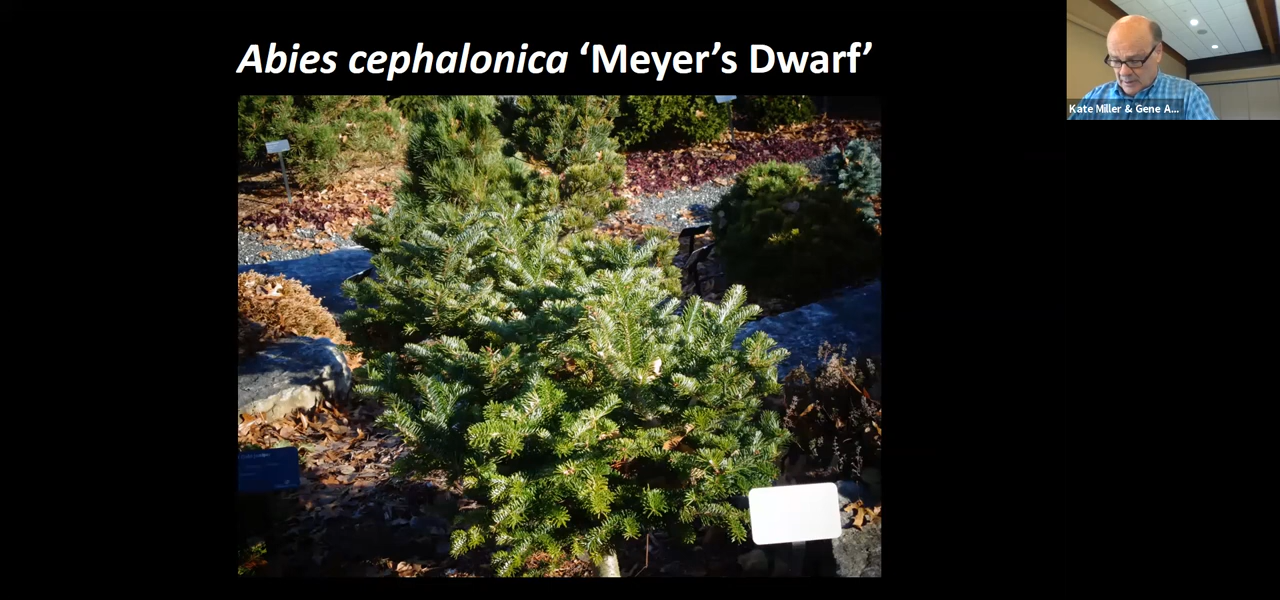 Abies cephalonica ‘Meyer’s Dwarf’
Kate Miller & Gene A...